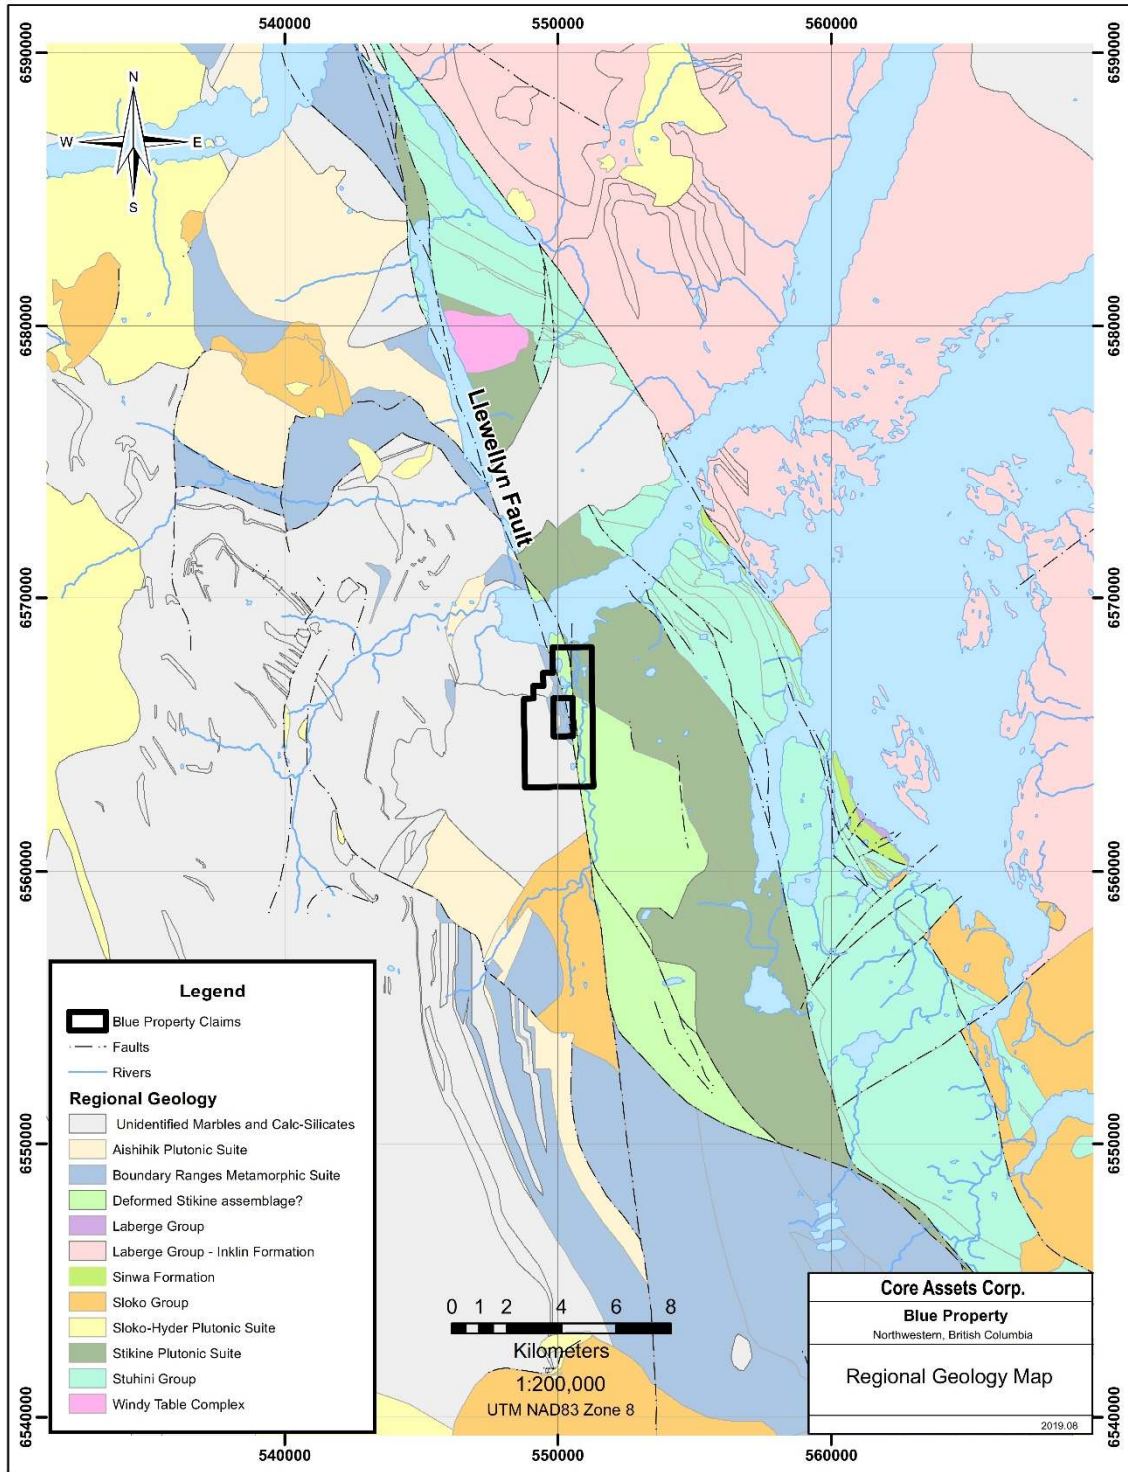 540000 550000 560000
6590000 6590000
N
W E
S
6580000 6580000
Llewellyn Fault
6570000 6570000
6560000 6560000
Legend
Blue Property Claims
Faults
Rivers
Regional Geology
Unidentified Marbles and Calc-Silicates
Aishihik Plutonic Suite
Boundary Ranges Metamorphic Suite
Deformed Stikine assemblage?
Laberge Group
Laberge Group - Inklin Formation
Sinwa Formation
Sloko Group
Sloko-Hyder Plutonic Suite
Stikine Plutonic Suite
Stuhini Group
Windy Table Complex
6550000 6550000
0 1 2 4 6 8
Kilometers
1:200,000
UTM NAD83 Zone 8
Core Assets Corp.
Blue Property
Northwestern, British Columbia
Regional Geology Map
2019.08
6540000 6540000
540000 550000 560000